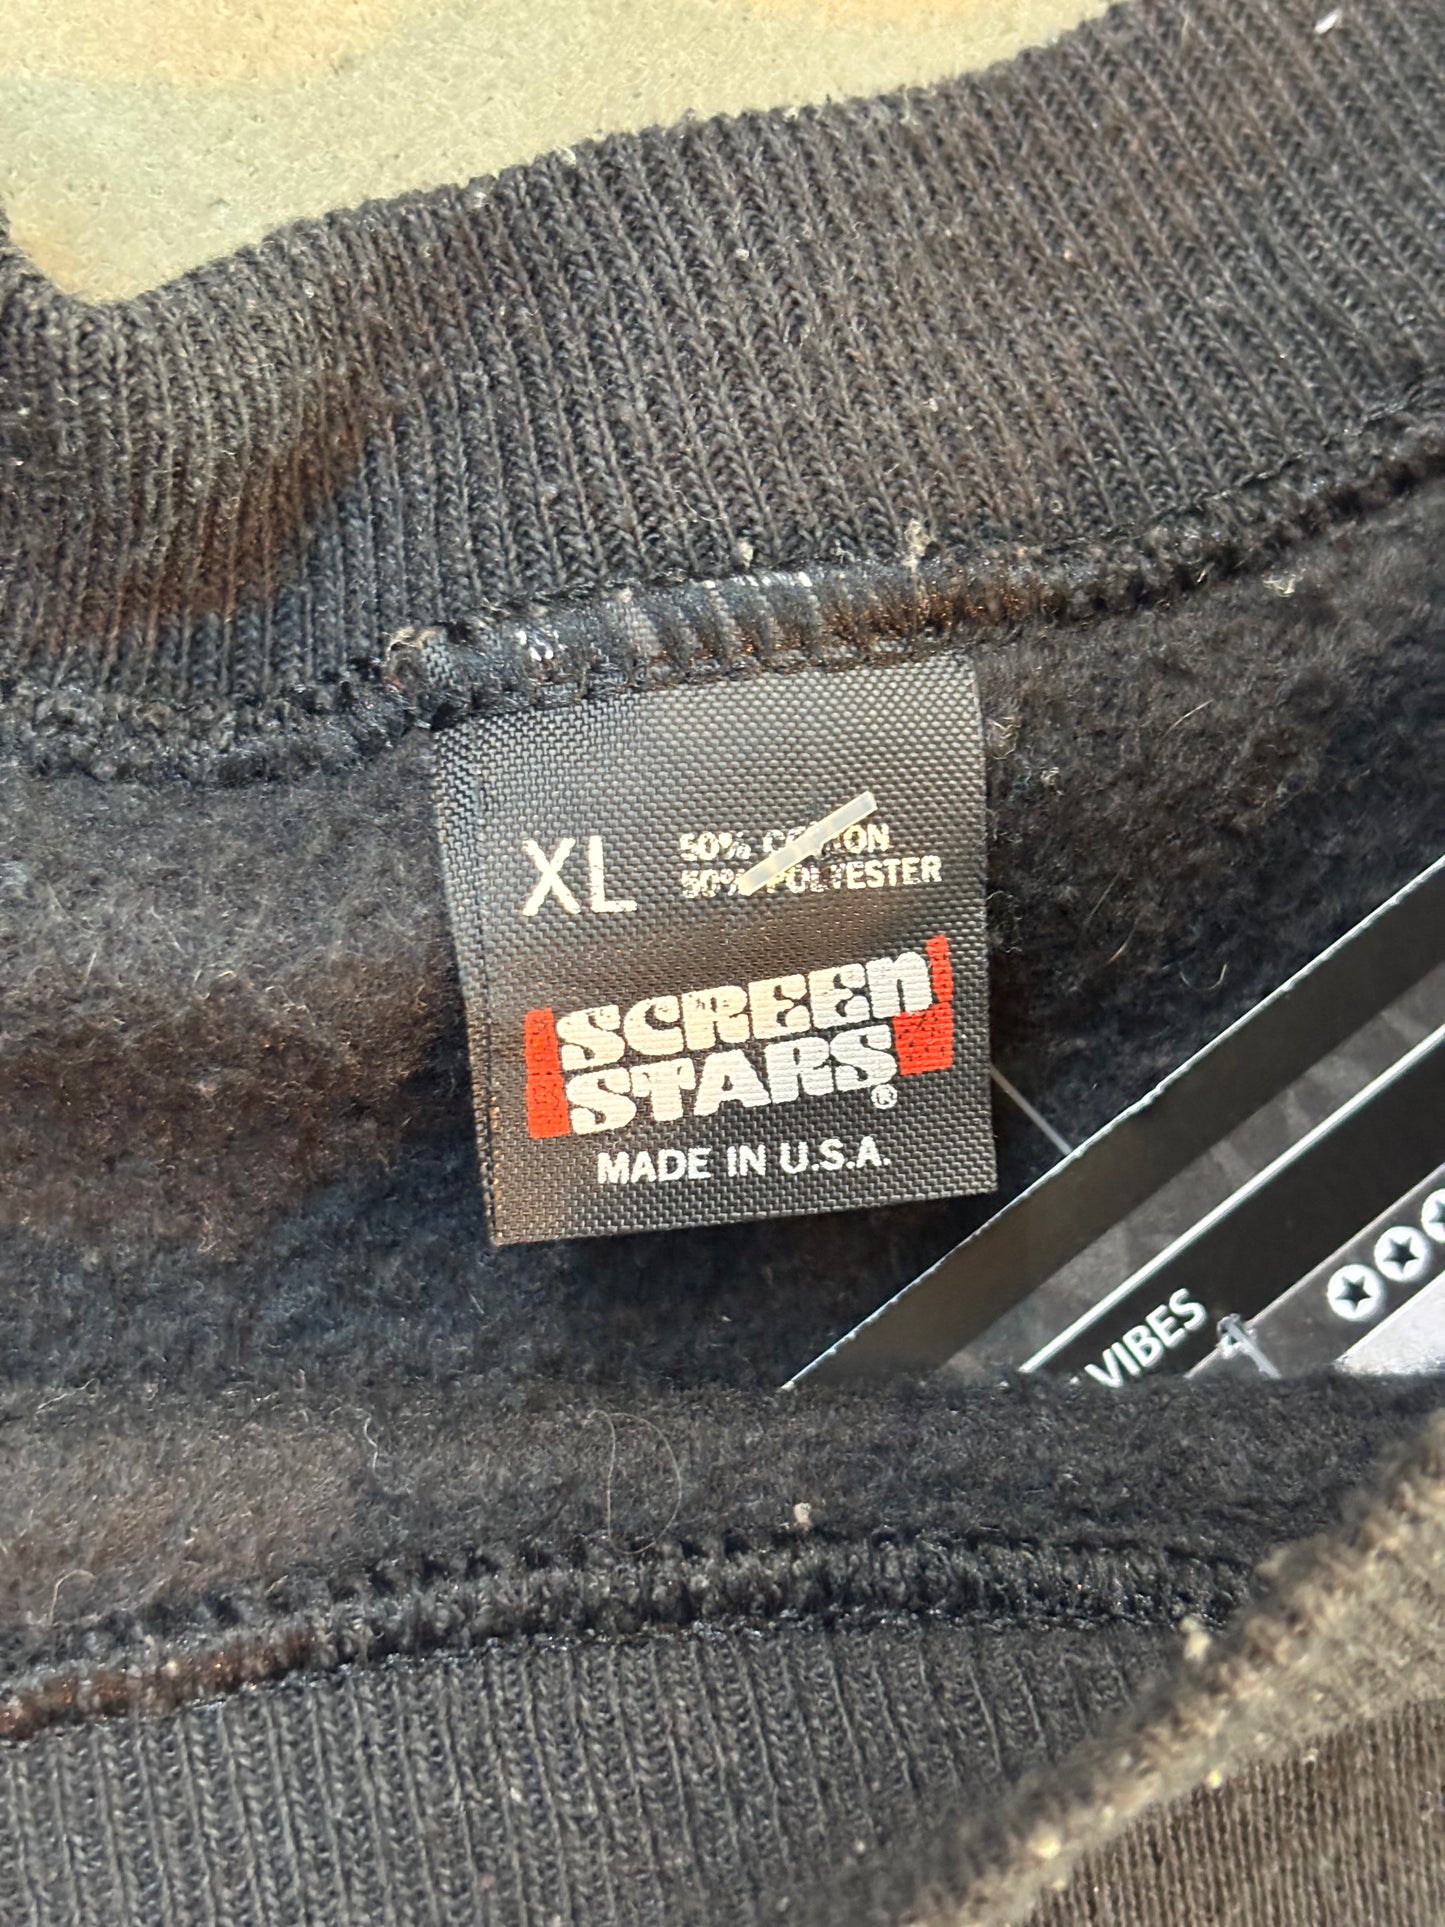 XL
50% COTTON
50% POLYESTER
SCREEN
STARS®
MADE IN U.S.A.
VIBES